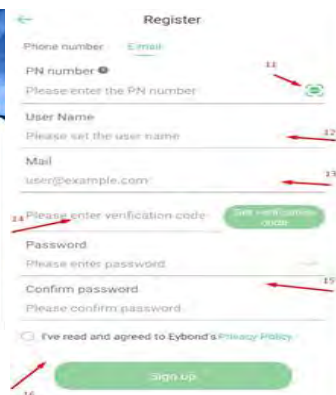 Register
Phone number E-mail
PN number
11
Please enter the PN number
User Name
Please set the user name
12
Mail
13
user@example.com
14 Please enter verification code
Get verification
code
Password
Please enter password
Confirm password
15
Please confirm password
I've read and agreed to Eybond's Privacy Policy
Sign up
16